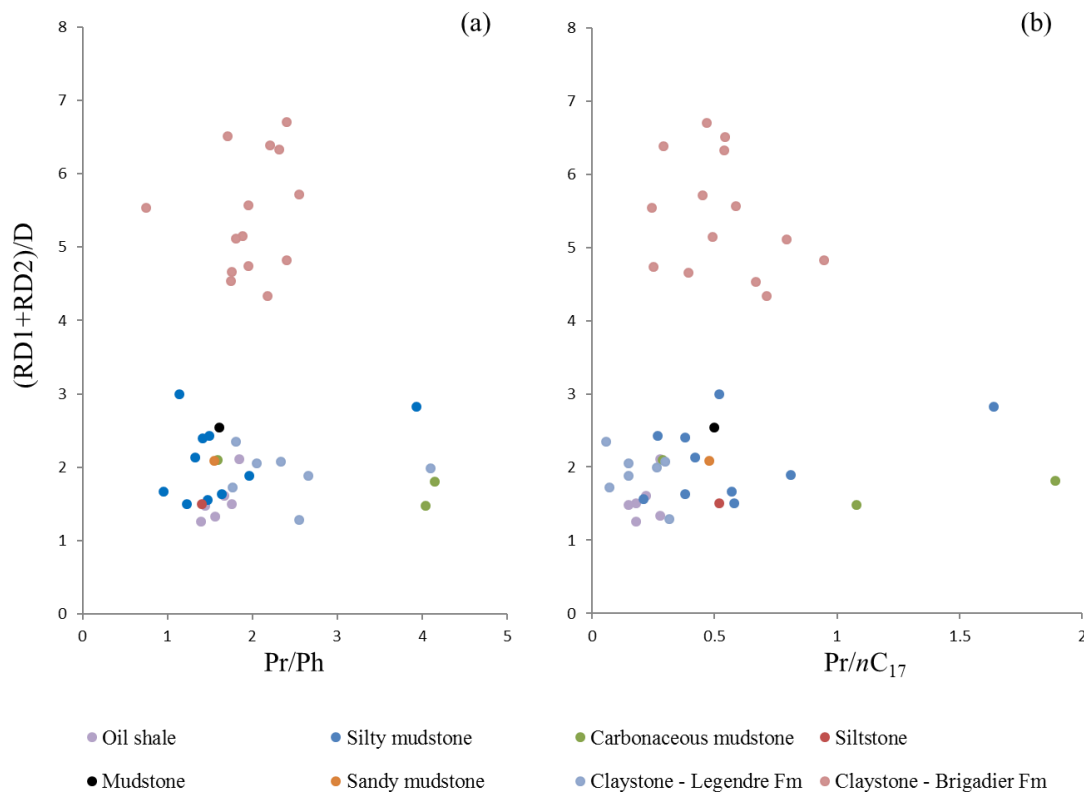 (a)
(b)
(RD1+RD2)/D
8
7
6
5
4
3
2
1
0
0 1 2 3 4 5
Pr/Ph
8
7
6
5
4
3
2
1
0
0 0.5 1 1.5 2
Pr/nC17
Oil shale
Silty mudstone
Carbonaceous mudstone
Siltstone
Mudstone
Sandy mudstone
Claystone - Legendre Fm
Claystone - Brigadier Fm